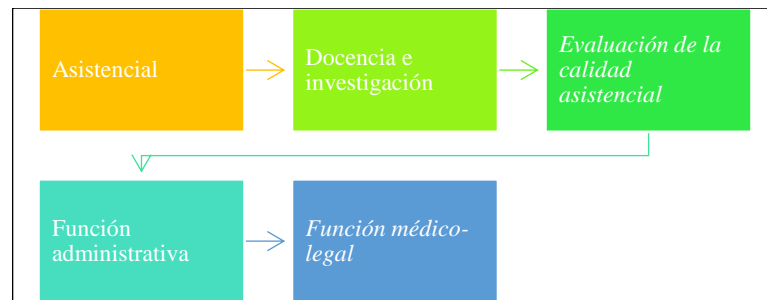 Asistencial
Docencia e
investigación
Evaluación de la
calidad
asistencial
Función
administrativa
Función médico-
legal